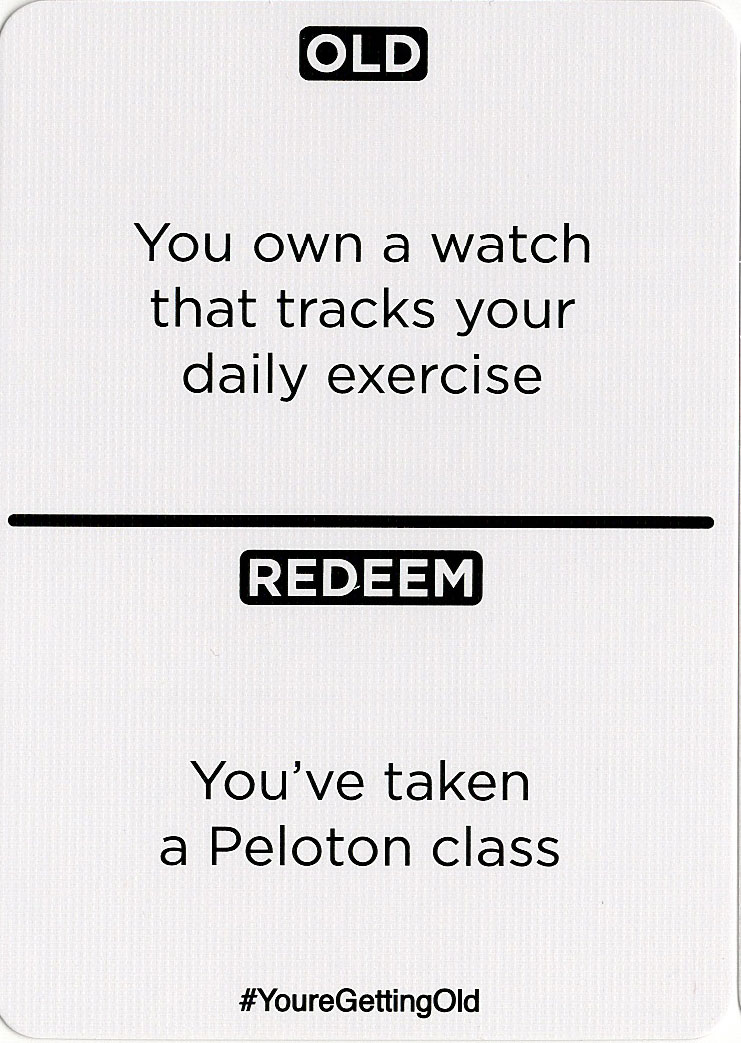 OLD
You own a watch
that tracks your
daily exercise
REDEEM
You've taken
a Peloton class
#YoureGettingOld